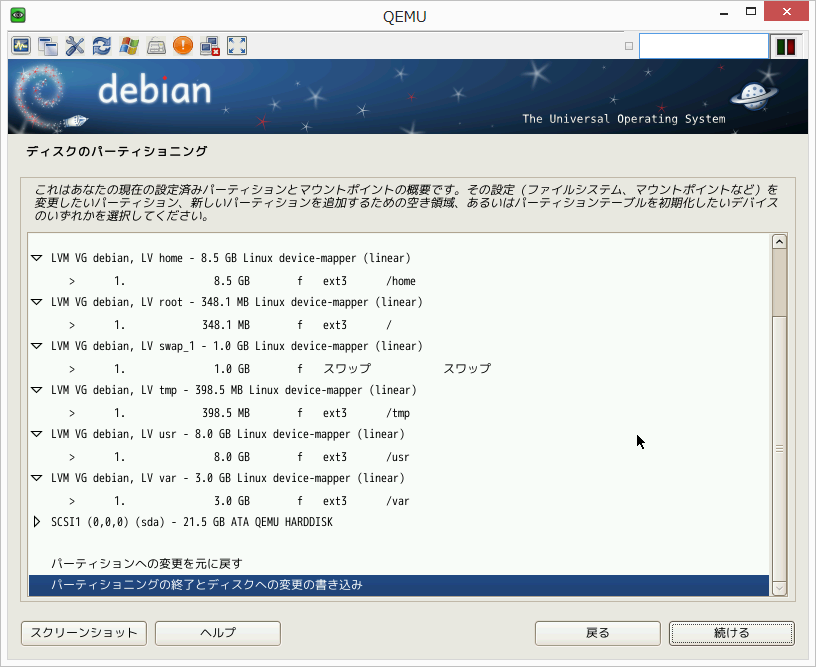 QEMU
debian
The Universal Operating System
ディスクのパーティショニング
これはあなたの現在の設定済みパーティションとマウントポイントの概要です。その設定 (ファイルシステム、マウントポイントなど) を
変更したいパーティション、新しいパーティションを追加するための空き領域、あるいはパーティションテーブルを初期化したいデバイス
のいずれかを選択してください。
LVM VG debian, LV home - 8.5 GB Linux device-mapper (linear)
> 1. 8.5 GB f ext3 /home
LVM VG debian, LV root - 348.1 MB Linux device-mapper (linear)
> 1. 348.1 MB f ext3 /
LVM VG debian, LV swap_1 - 1.0 GB Linux device-mapper (linear)
> 1. 1.0 GB f スワップ スワップ
LVM VG debian, LV tmp - 398.5 MB Linux device-mapper (linear)
> 1. 398.5 MB f ext3 /tmp
LVM VG debian, LV usr - 8.0 GB Linux device-mapper (linear)
> 1. 8.0 GB f ext3 /usr
LVM VG debian, LV var - 3.0 GB Linux device-mapper (linear)
> 1. 3.0 GB f ext3 /var
SCSI1 (0,0,0) (sda) - 21.5 GB ATA QEMU HARDDISK
パーティションへの変更を元に戻す
パーティショニングの終了とディスクへの変更の書き込み
スクリーンショット ヘルプ 戻る 続ける